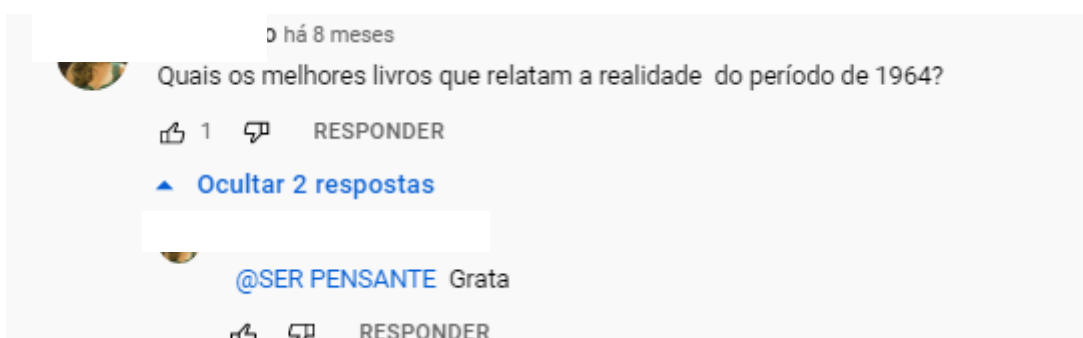 o há 8 meses
Quais os melhores livros que relatam a realidade do período de 1964?
1 RESPONDER
Ocultar 2 respostas
@SER PENSANTE Grata
RESPONDER